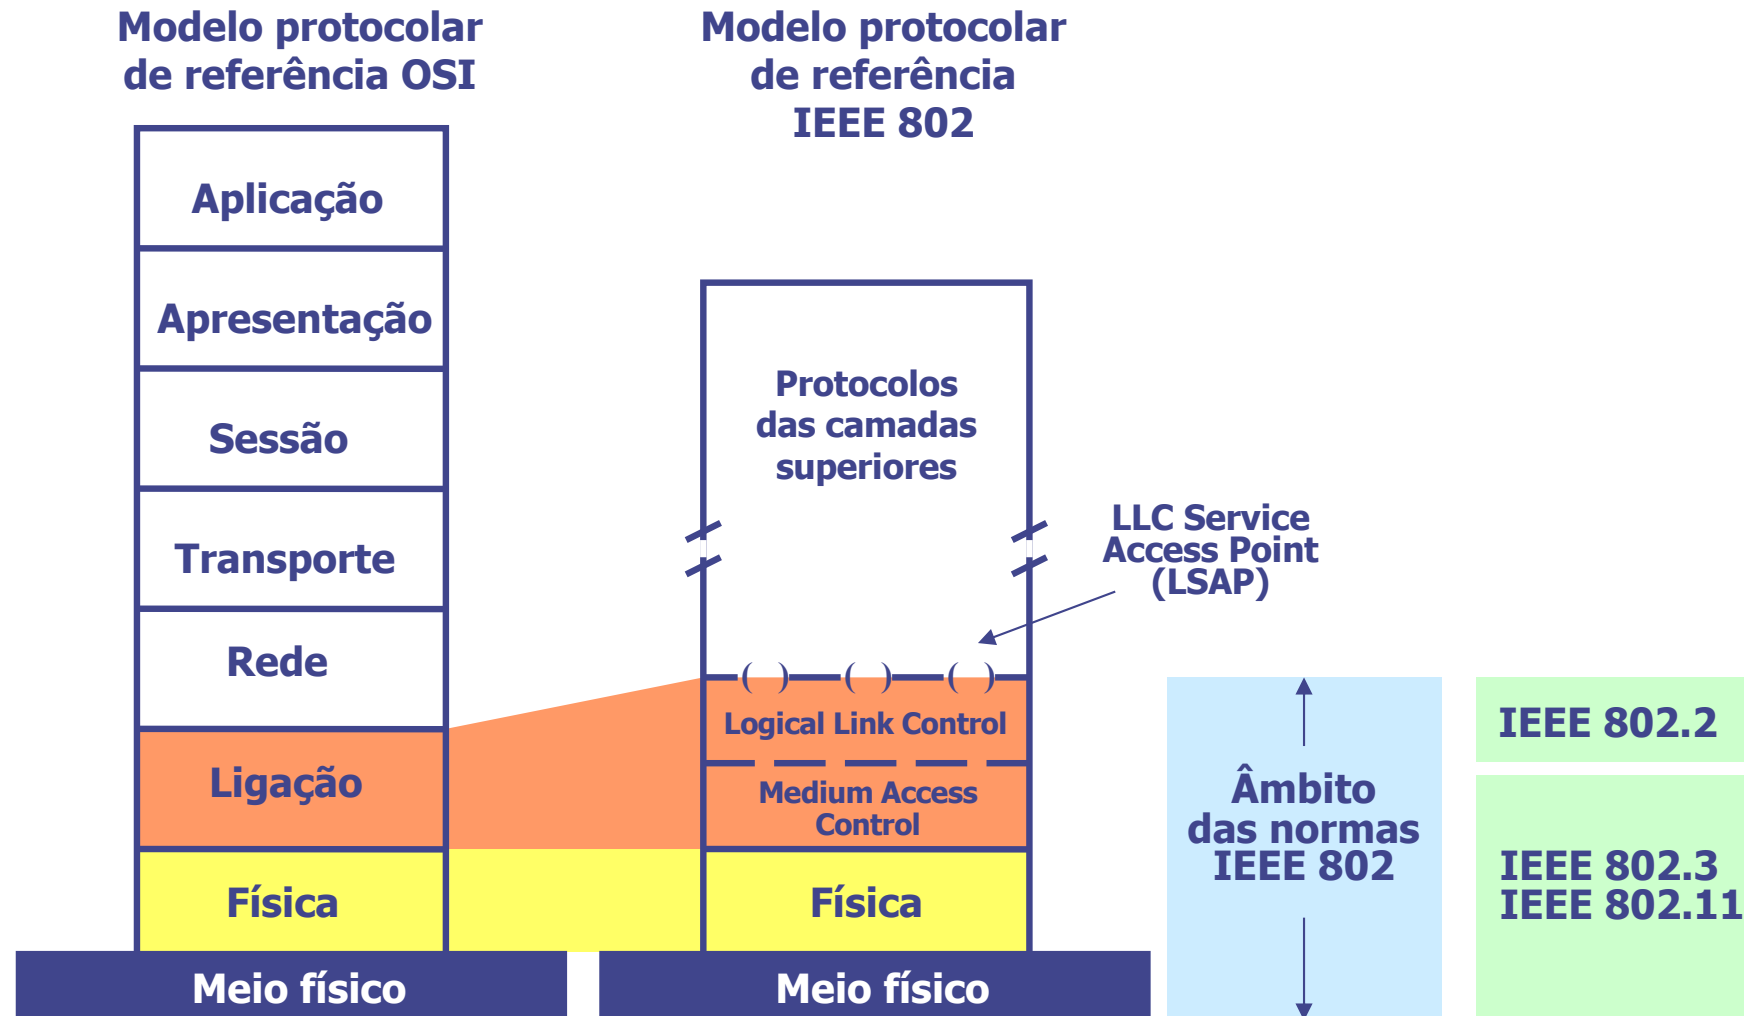 Modelo protocolar
de referência OSI
Aplicação
Apresentação
Sessão
Transporte
Rede
Ligação
Física
Meio físico
Modelo protocolar
de referência
IEEE 802
Protocolos
das camadas
superiores
LLC Service
Access Point
(LSAP)
( ) ( ) ( )
Logical Link Control
Medium Access
Control
Física
Meio físico
Âmbito
das normas
IEEE 802
IEEE 802.2
IEEE 802.3
IEEE 802.11